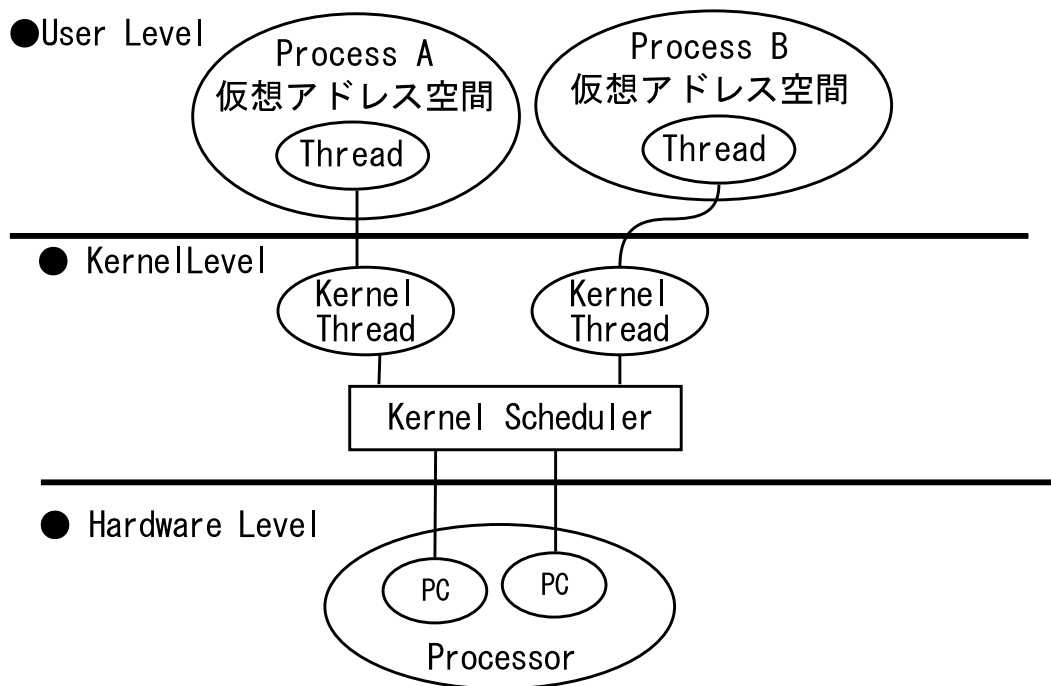 ●User Level
Process A
仮想アドレス空間
Thread
Process B
仮想アドレス空間
Thread
● KernelLevel
Kernel
Thread
Kernel
Thread
Kernel Scheduler
● Hardware Level
PC
PC
Processor